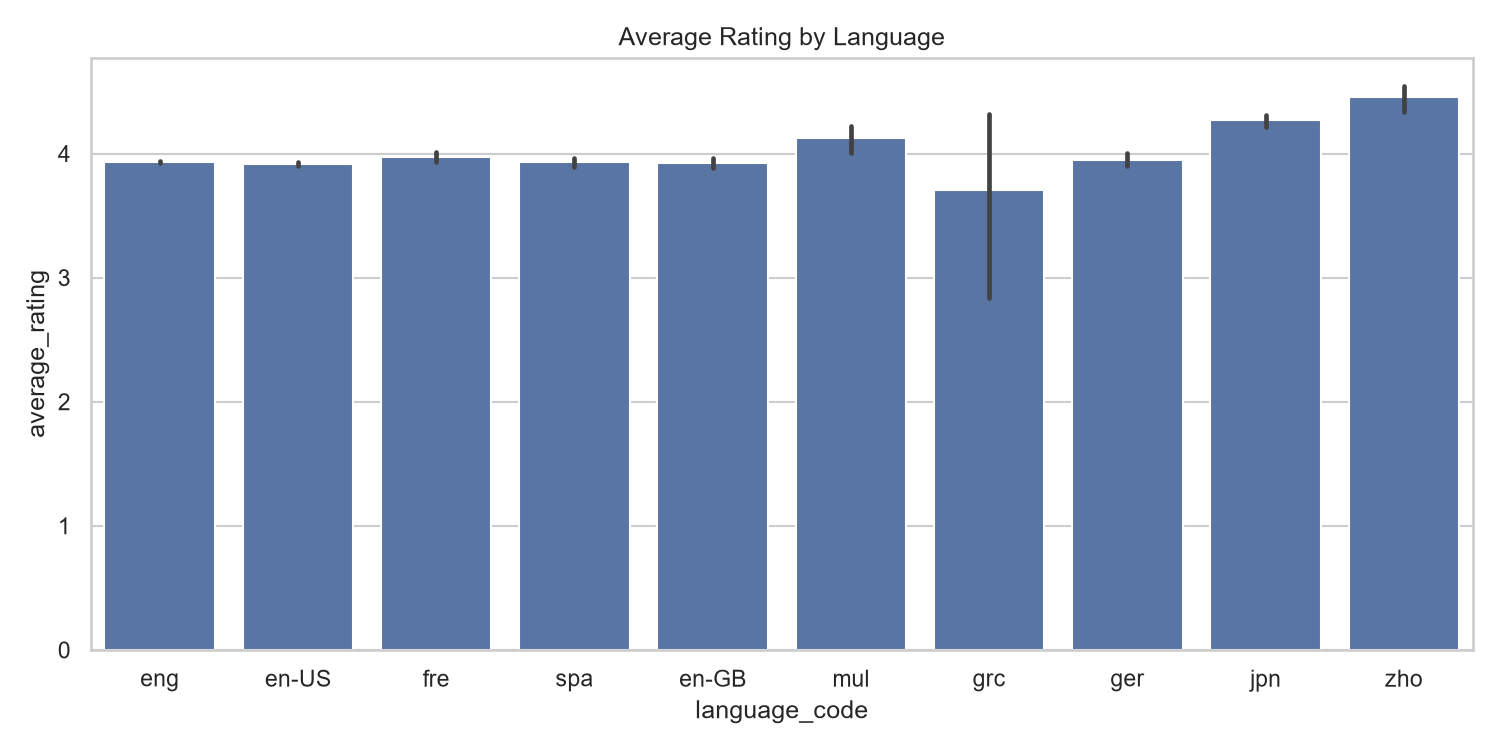 Average Rating by Language
average_rating
4
3
2
1
0
eng en-US fre spa en-GB mul grc ger jpn zho
language_code